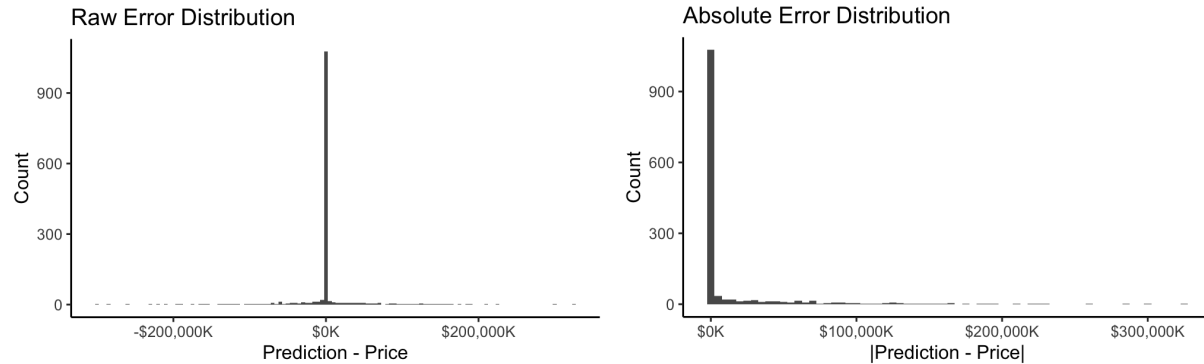 Raw Error Distribution
Count
900
600
300
0
-$200,000K $0K $200,000K
Prediction - Price
Absolute Error Distribution
Count
900
600
300
0
$0K $100,000K $200,000K $300,000K
|Prediction - Price|